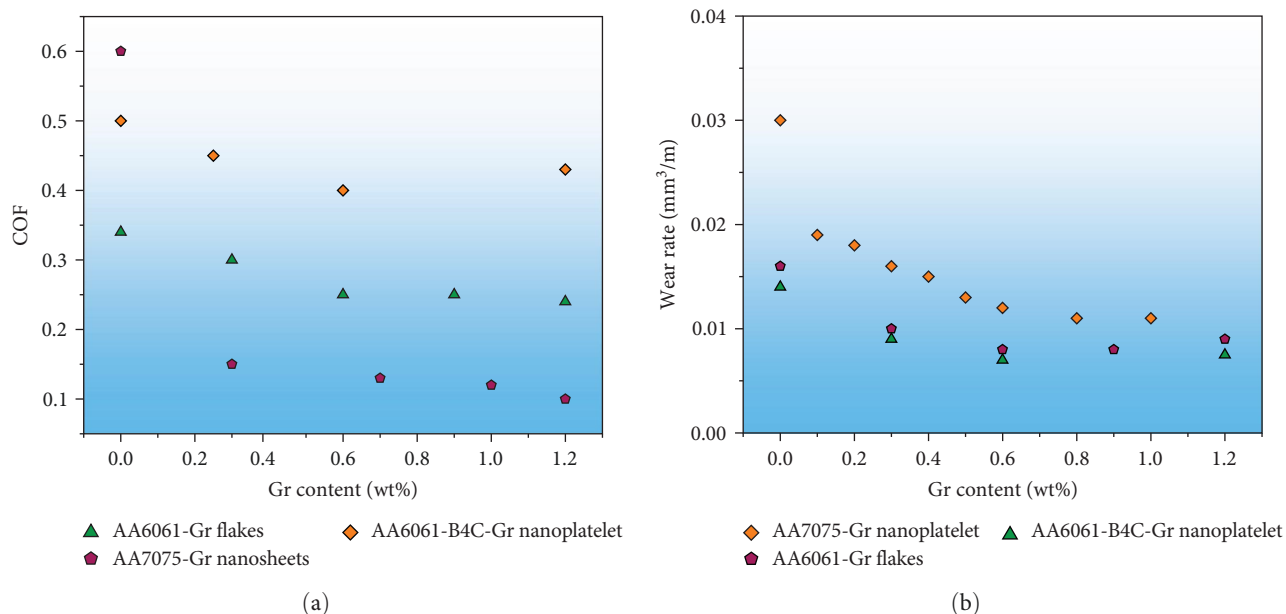 0.6
0.5
0.4
0.3
0.2
0.1
COF
0.0 0.2 0.4 0.6 0.8 1.0 1.2
Gr content (wt%)
AA6061-Gr flakes
AA6061-B4C-Gr nanoplatelet
AA7075-Gr nanosheets
(a)
0.04
0.03
0.02
0.01
0.00
Wear rate (mm³/m)
0.0 0.2 0.4 0.6 0.8 1.0 1.2
Gr content (wt%)
AA7075-Gr nanoplatelet
AA6061-B4C-Gr nanoplatelet
AA6061-Gr flakes
(b)